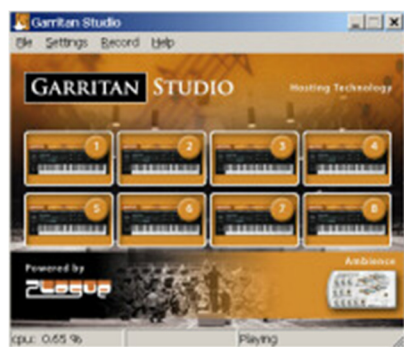 Garritan Studio
File Settings Record Help
GARRITAN STUDIO
Hosting Technology
1 2 3 4
5 6 7 8
Powered by
Plogue
Ambience
cpu: 0.65 % Playing